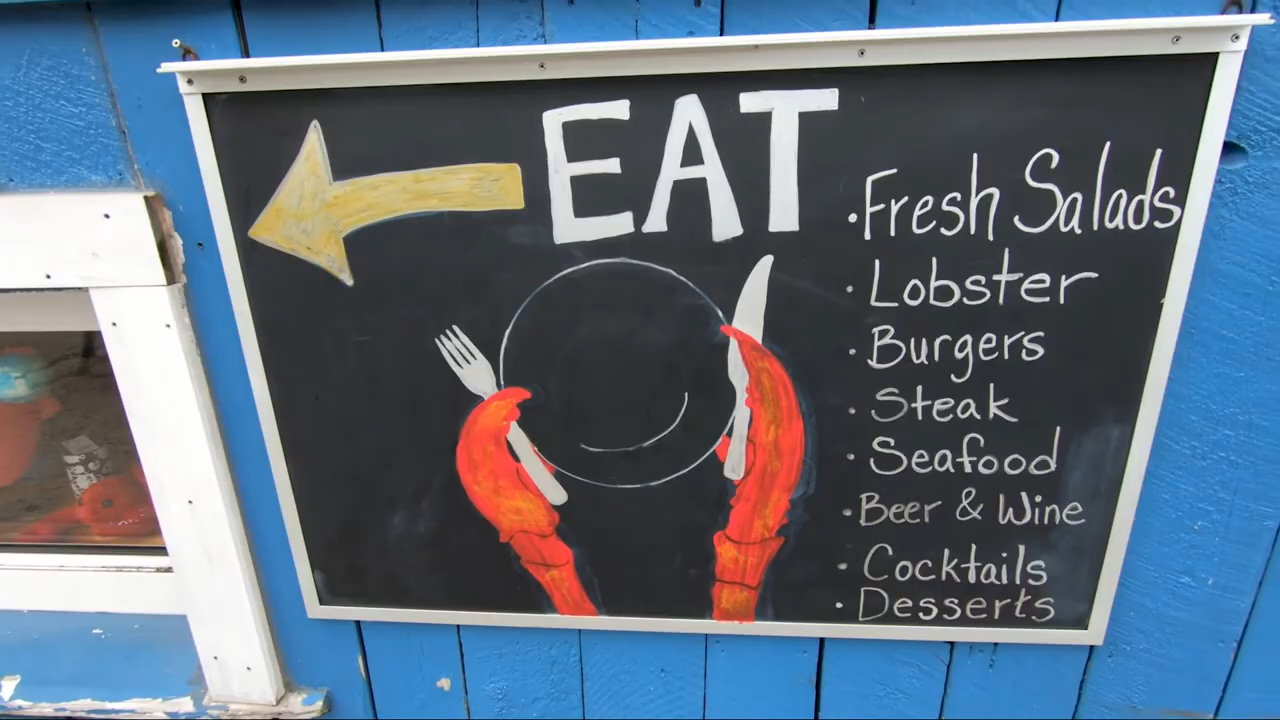 EAT
•Fresh Salads
• Lobster
• Burgers
• Steak
• Seafood
• Beer & Wine
• Cocktails
• Desserts